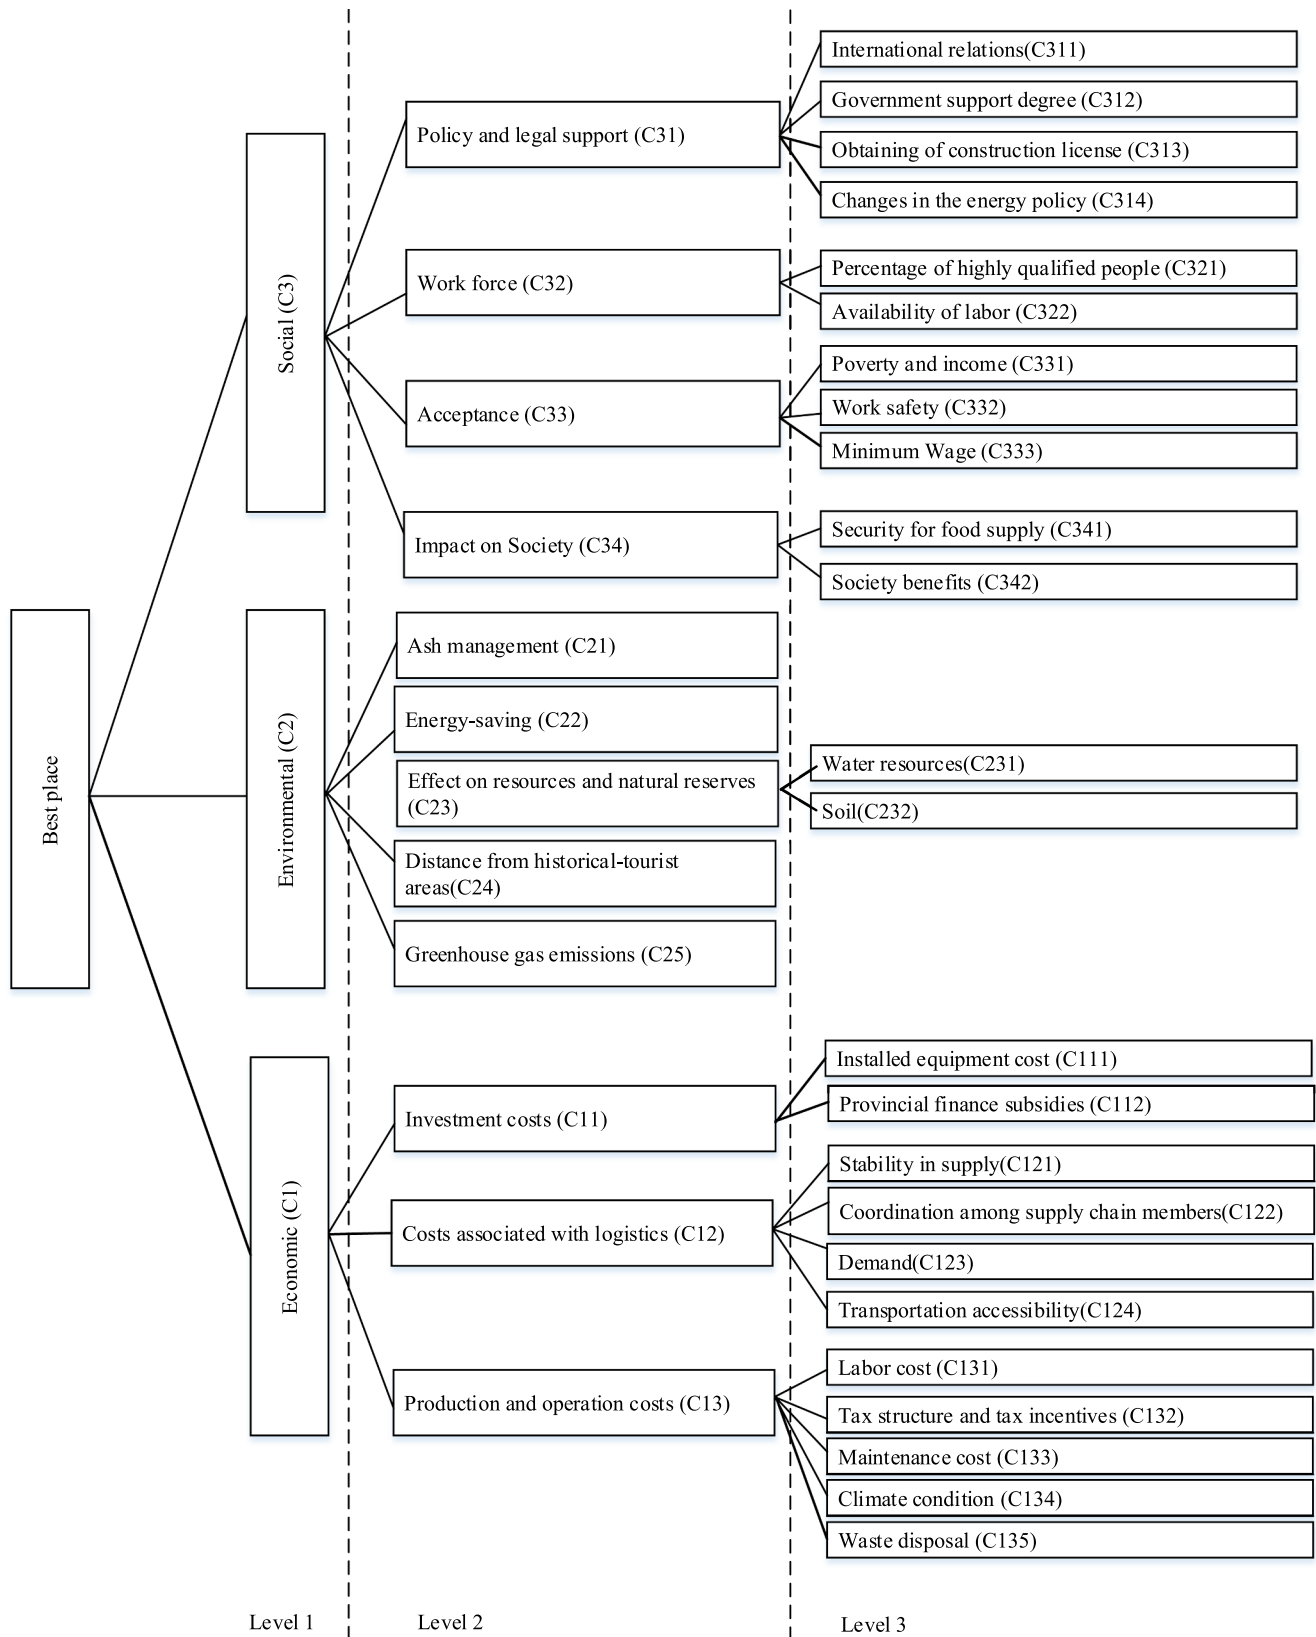 Best place
Social (C3)
Environmental (C2)
Economic (C1)
Policy and legal support (C31)
Work force (C32)
Acceptance (C33)
Impact on Society (C34)
Ash management (C21)
Energy-saving (C22)
Effect on resources and natural reserves
(C23)
Distance from historical-tourist
areas(C24)
Greenhouse gas emissions (C25)
Investment costs (C11)
Costs associated with logistics (C12)
Production and operation costs (C13)
International relations(C311)
Government support degree (C312)
Obtaining of construction license (C313)
Changes in the energy policy (C314)
Percentage of highly qualified people (C321)
Availability of labor (C322)
Poverty and income (C331)
Work safety (C332)
Minimum Wage (C333)
Security for food supply (C341)
Society benefits (C342)
Water resources(C231)
Soil(C232)
Installed equipment cost (C111)
Provincial finance subsidies (C112)
Stability in supply(C121)
Coordination among supply chain members(C122)
Demand(C123)
Transportation accessibility(C124)
Labor cost (C131)
Tax structure and tax incentives (C132)
Maintenance cost (C133)
Climate condition (C134)
Waste disposal (C135)
Level 1
Level 2
Level 3